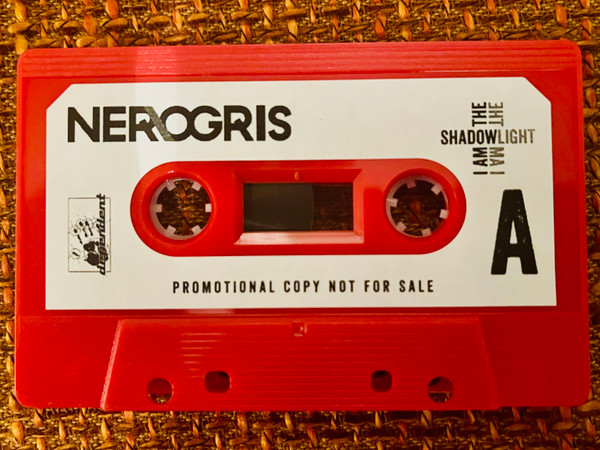 NEROGRIS
I AM THE
SHADOWLIGHT
I AM THE
dependent
A
PROMOTIONAL COPY NOT FOR SALE